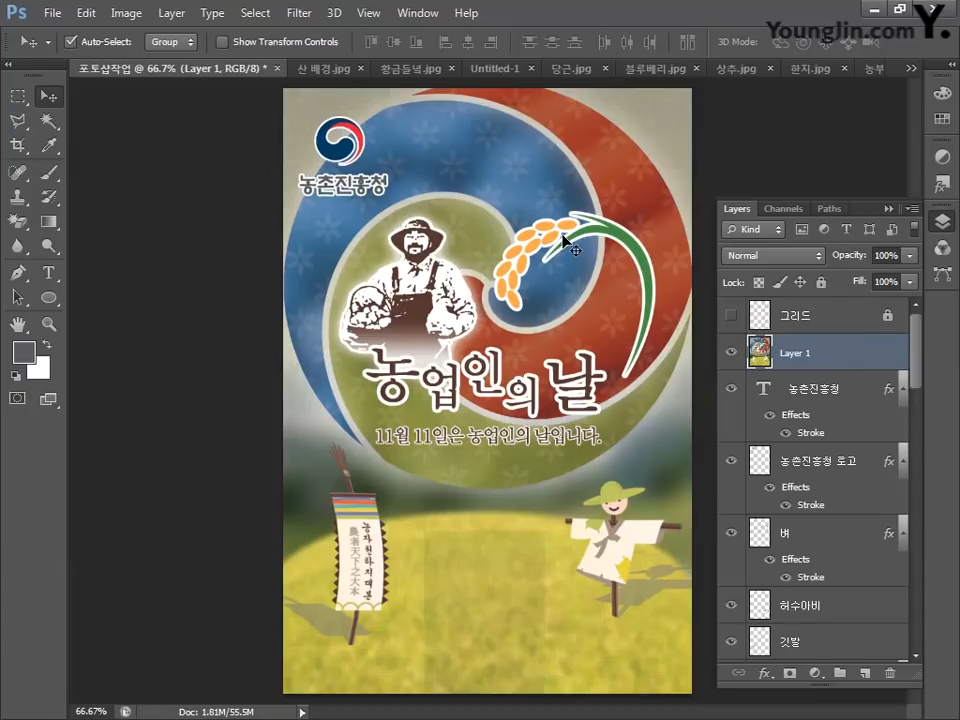 Ps File Edit Image Layer Type Select Filter 3D View Window Help
YoungJin.com Y.
Auto-Select: Group Show Transform Controls 3D Mode:
포토샵작업 @ 66.7% (Layer 1, RGB/8) * × 산 배경.jpg × 황금들녘.jpg × Untitled-1 × 당근.jpg × 블루베리.jpg × 상추.jpg × 한지.jpg × 농부
농촌진흥청
농업인의 날
11월 11일은 농업인의 날입니다.
농자천하지대본
農者天下之大本
Layers Channels Paths
Kind
Normal Opacity: 100%
Lock: Fill: 100%
그리드
Layer 1
T 농촌진흥청 fx
Effects
Stroke
농촌진흥청 로고 fx
Effects
Stroke
벼 fx
Effects
Stroke
허수아비
깃발
66.67% Doc: 1.81M/55.5M